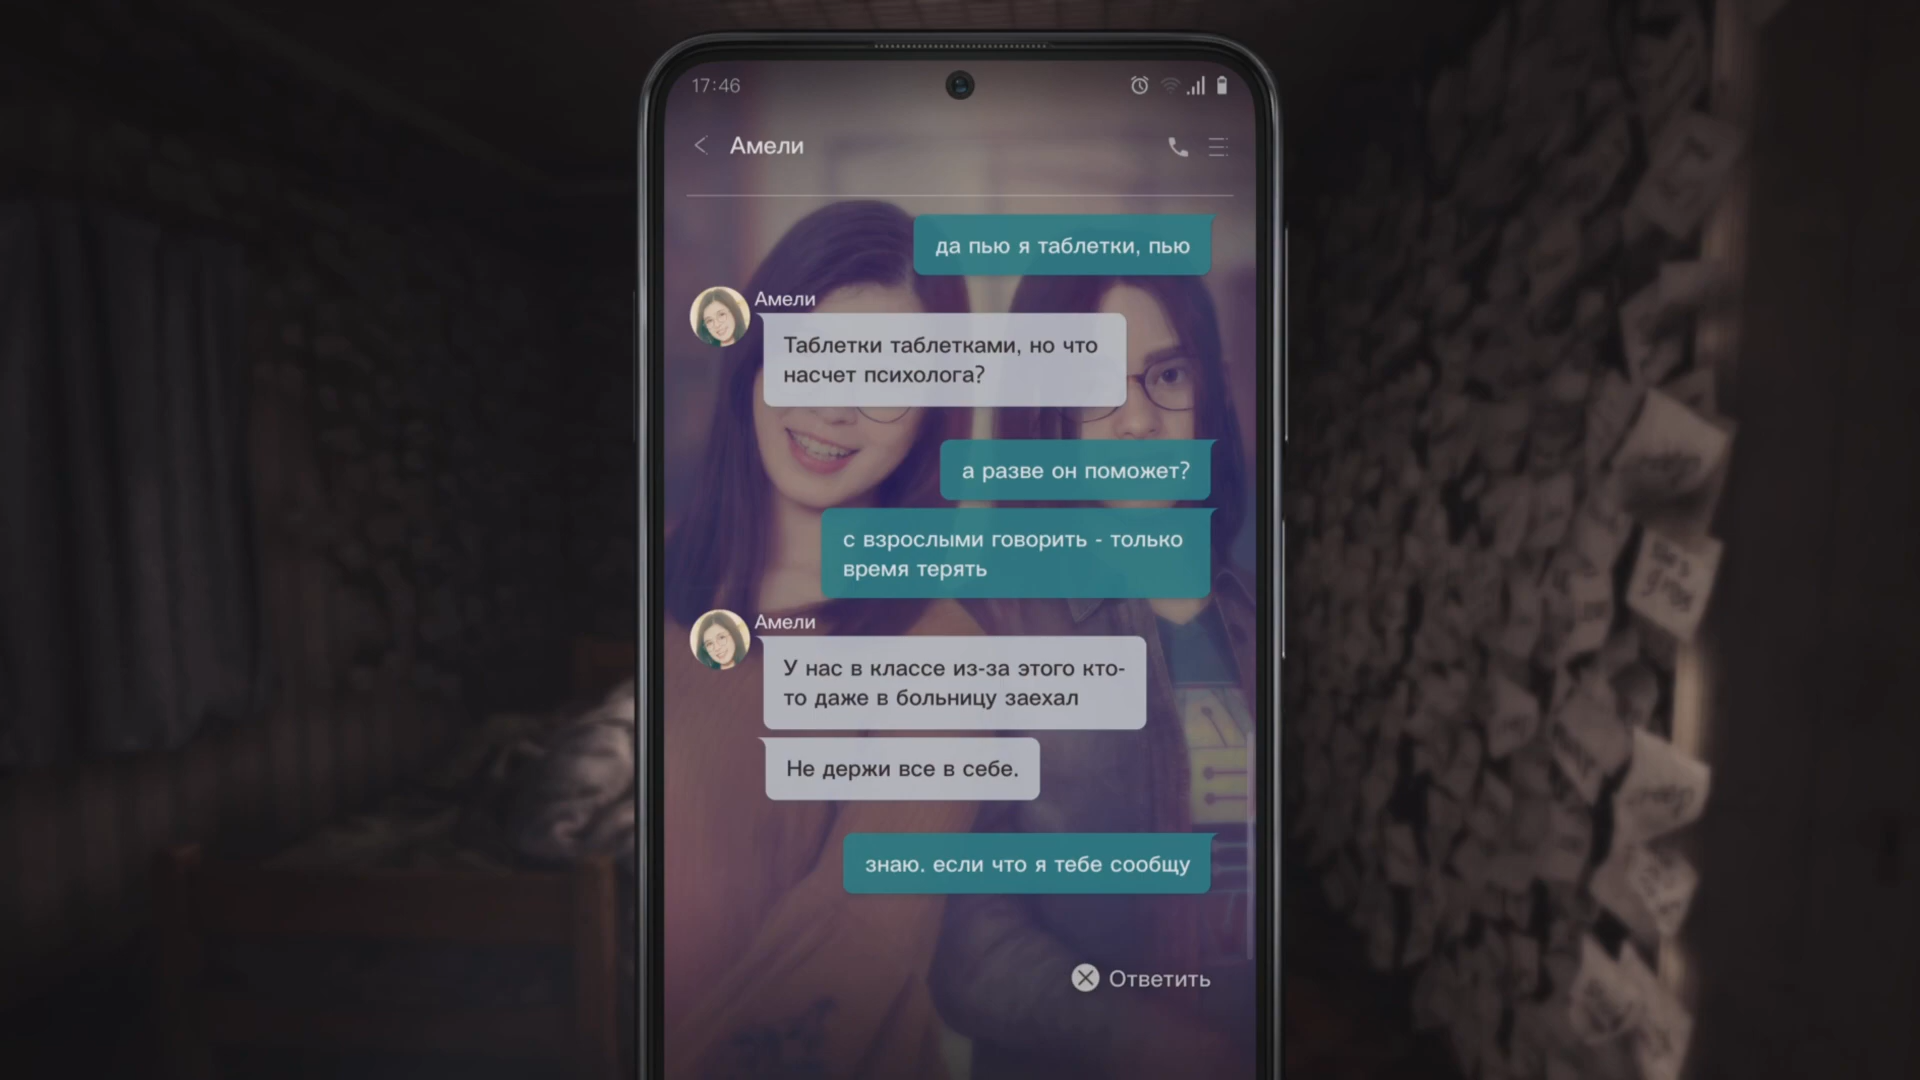 17:46
Амели
да пью я таблетки, пью
Амели
Таблетки таблетками, но что
насчет психолога?
а разве он поможет?
с взрослыми говорить - только
время терять
Амели
У нас в классе из-за этого кто-
то даже в больницу заехал
Не держи все в себе.
знаю. если что я тебе сообщу
Ответить